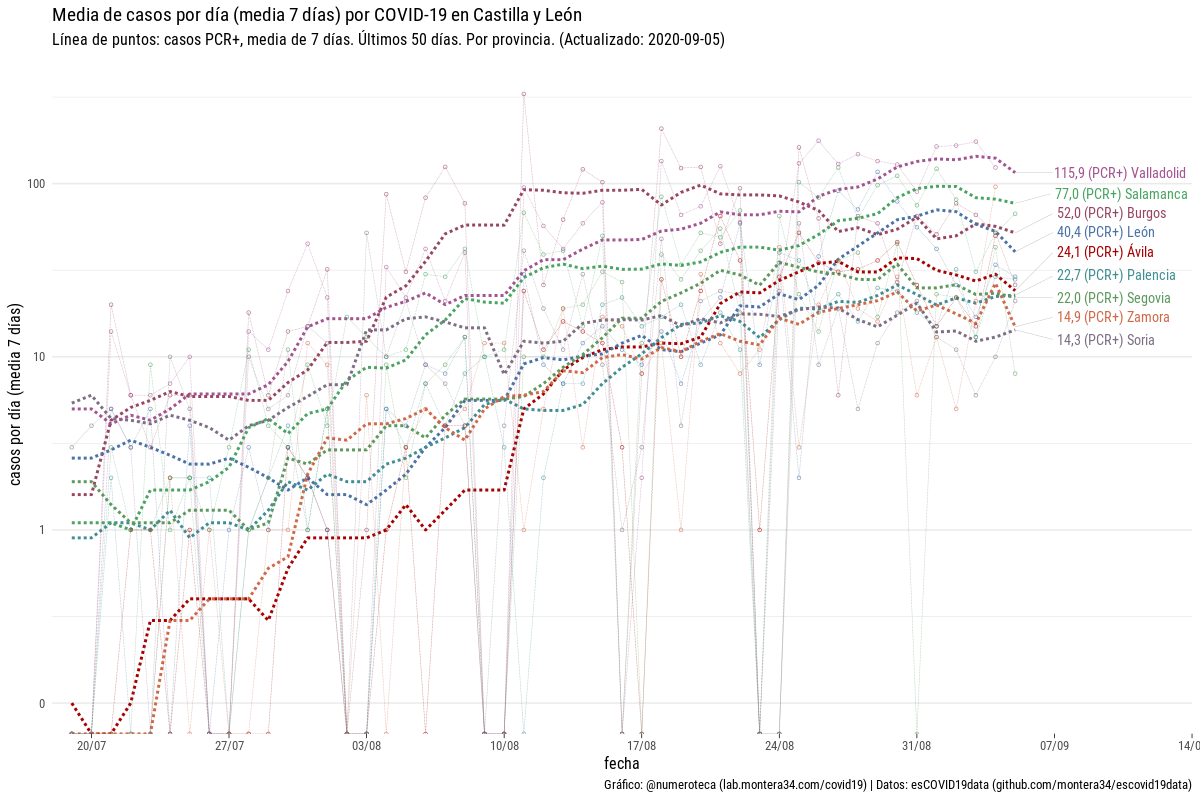 Media de casos por día (media 7 días) por COVID-19 en Castilla y León
Línea de puntos: casos PCR+, media de 7 días. Últimos 50 días. Por provincia. (Actualizado: 2020-09-05)
casos por día (media 7 días)
100
10
1
0
115,9 (PCR+) Valladolid
77,0 (PCR+) Salamanca
52,0 (PCR+) Burgos
40,4 (PCR+) León
24,1 (PCR+) Ávila
22,7 (PCR+) Palencia
22,0 (PCR+) Segovia
14,9 (PCR+) Zamora
14,3 (PCR+) Soria
20/07 27/07 03/08 10/08 17/08 24/08 31/08 07/09 14/0
fecha
Gráfico: @numeroteca (lab.montera34.com/covid19) | Datos: esCOVID19data (github.com/montera34/escovid19data)